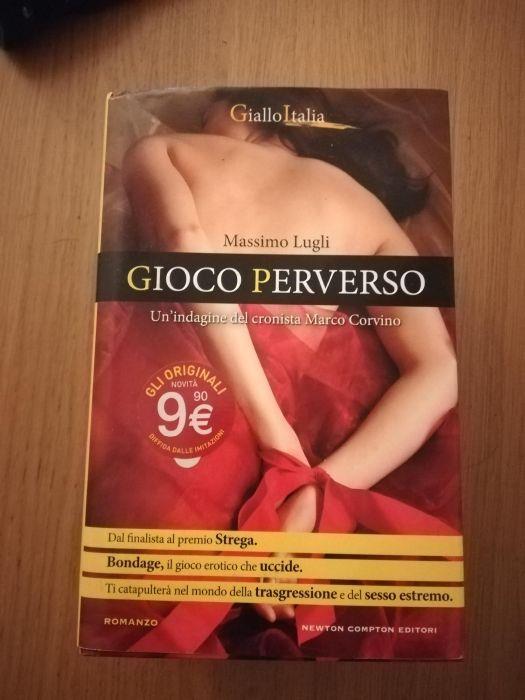 GialloItalia
Massimo Lugli
GIOCO PERVERSO
Un'indagine del cronista Marco Corvino
GLI ORIGINALI
NOVITÀ
9,90 €
DIFFIDA DALLE IMITAZIONI
Dal finalista al premio Strega.
Bondage, il gioco erotico che uccide.
Ti catapulterà nel mondo della trasgressione e del sesso estremo.
ROMANZO
NEWTON COMPTON EDITORI